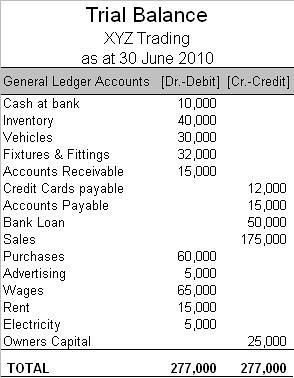 Trial Balance
XYZ Trading
as at 30 June 2010
General Ledger Accounts [Dr.-Debit] [Cr.-Credit]
Cash at bank 10,000
Inventory 40,000
Vehicles 30,000
Fixtures & Fittings 32,000
Accounts Receivable 15,000
Credit Cards payable 12,000
Accounts Payable 15,000
Bank Loan 50,000
Sales 175,000
Purchases 60,000
Advertising 5,000
Wages 65,000
Rent 15,000
Electricity 5,000
Owners Capital 25,000
TOTAL 277,000 277,000